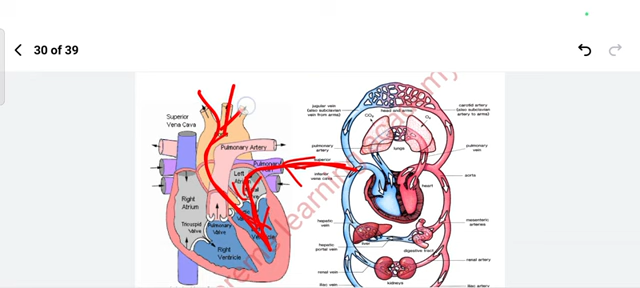 30 of 39
Superior
Vena Cava
Pulmonary Artery
Pulmonary
Left
Right
Atrium
Tricuspid
Valve
Pulmonary
Valve
Right
Ventricle
jugular vein
(also subclavian
vein from arms)
head and arms
carotid artery
(also subclavian
artery to arms)
CO₂
O₂
pulmonary
artery
lungs
pulmonary
vein
superior
inferior
vena cava
heart
aorta
hepatic
vein
mesenteric
arteries
liver
hepatic
portal vein
digestive tract
renal vein
renal artery
kidneys
iliac vein
iliac artery
learning academy